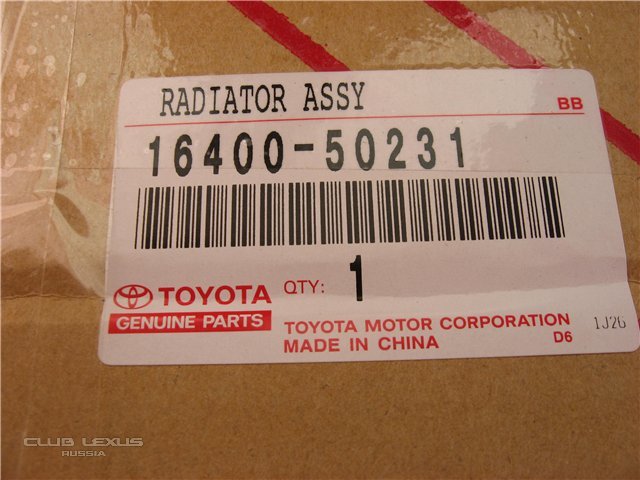 RADIATOR ASSY
BB
16400-50231
TOYOTA
GENUINE PARTS
QTY: 1
TOYOTA MOTOR CORPORATION
MADE IN CHINA
D6
1J26
CLUB LEXUS
RUSSIA